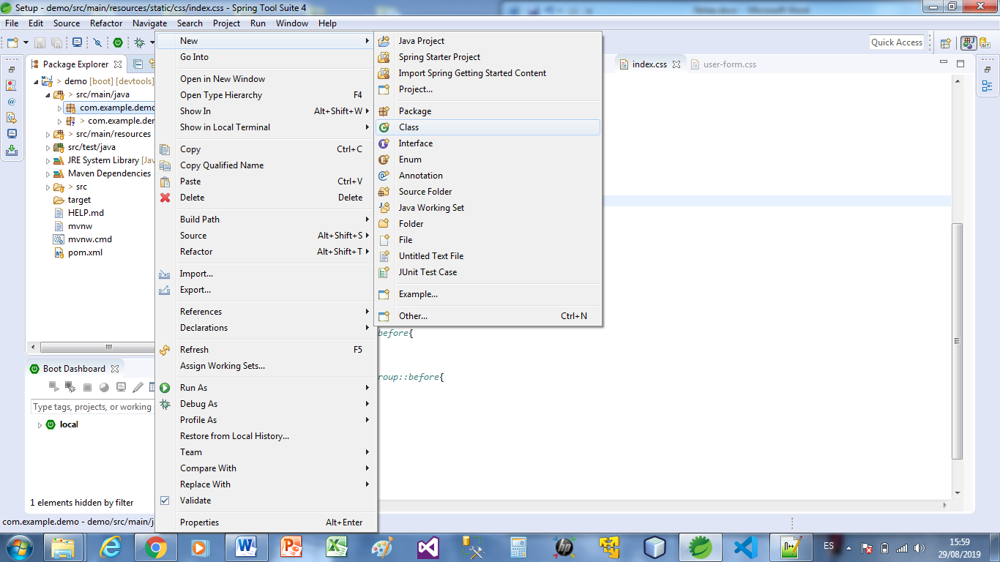 Setup - demo/src/main/resources/static/css/index.css - Spring Tool Suite 4
File Edit Source Refactor Navigate Search Project Run Window Help
Quick Access
Package Explorer
demo [boot] [devtools]
> src/main/java
com.example.demo
> com.example.der
> src/main/resources
src/test/java
JRE System Library [Jav
Maven Dependencies
> src
target
HELP.md
mvnw
mvnw.cmd
pom.xml
Boot Dashboard
Type tags, projects, or working
local
1 elements hidden by filter
com.example.demo - demo/src/main/j
New
Go Into
Open in New Window
Open Type Hierarchy F4
Show In Alt+Shift+W
Show in Local Terminal
Copy Ctrl+C
Copy Qualified Name
Paste Ctrl+V
Delete Delete
Build Path
Source Alt+Shift+S
Refactor Alt+Shift+T
Import...
Export...
References
Declarations
Refresh F5
Assign Working Sets...
Run As
Debug As
Profile As
Restore from Local History...
Team
Compare With
Replace With
Validate
Properties Alt+Enter
Java Project
Spring Starter Project
Import Spring Getting Started Content
Project...
Package
Class
Interface
Enum
Annotation
Source Folder
Java Working Set
Folder
File
Untitled Text File
JUnit Test Case
Example...
Other... Ctrl+N
index.css
user-form.css
before{
roup::before{
ES
15:59
29/08/2019